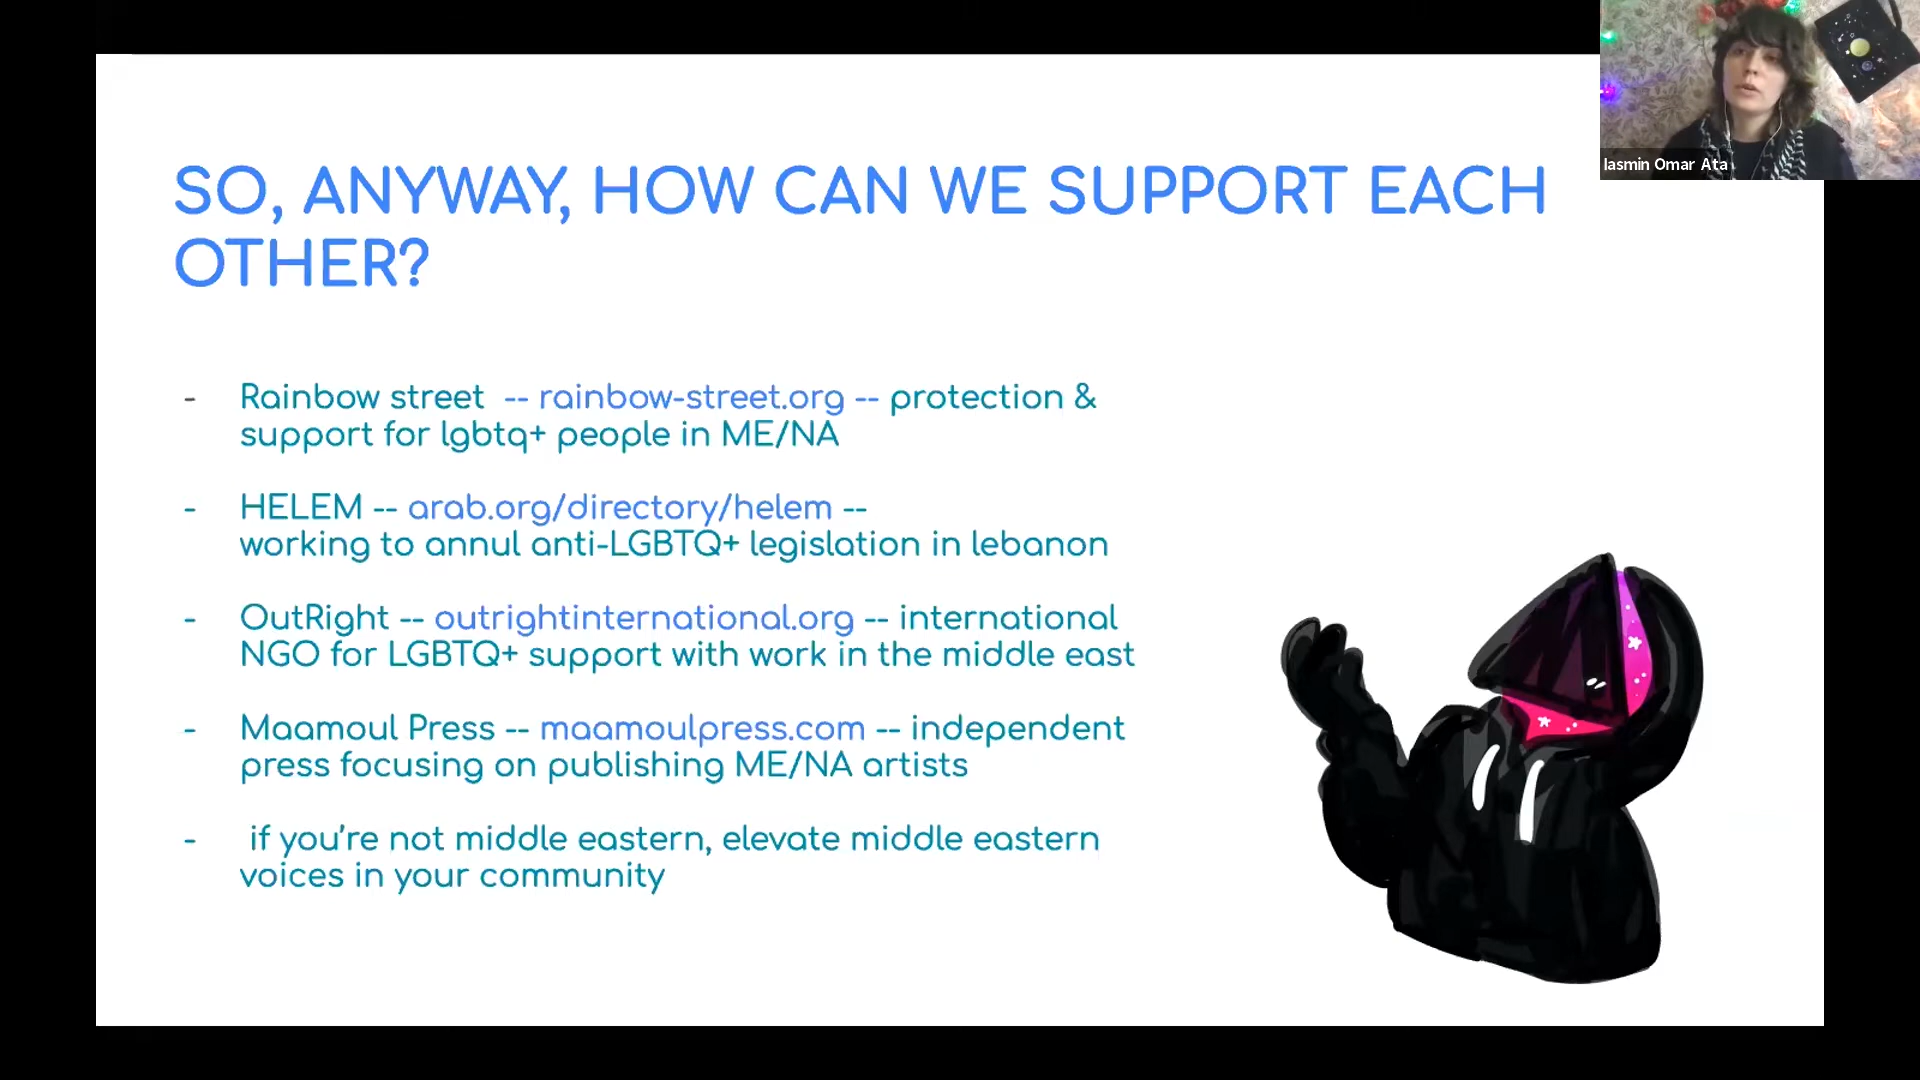 SO, ANYWAY, HOW CAN WE SUPPORT EACH
OTHER?
- Rainbow street -- rainbow-street.org -- protection &
support for lgbtq+ people in ME/NA
- HELEM -- arab.org/directory/helem --
working to annul anti-LGBTQ+ legislation in lebanon
- OutRight -- outrightinternational.org -- international
NGO for LGBTQ+ support with work in the middle east
- Maamoul Press -- maamoulpress.com -- independent
press focusing on publishing ME/NA artists
- if you’re not middle eastern, elevate middle eastern
voices in your community
Iasmin Omar Ata